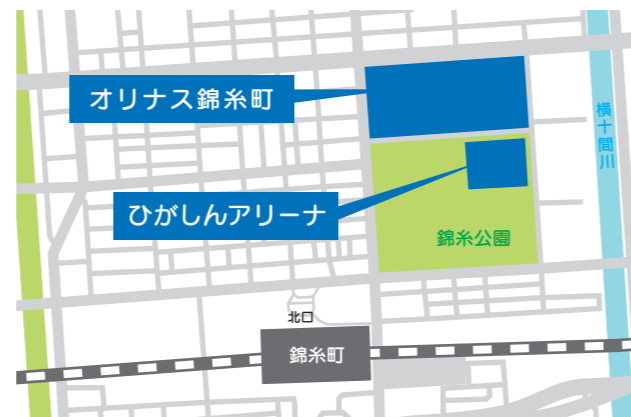 オリナス錦糸町
横十間川
ひがしんアリーナ
錦糸公園
北口
錦糸町